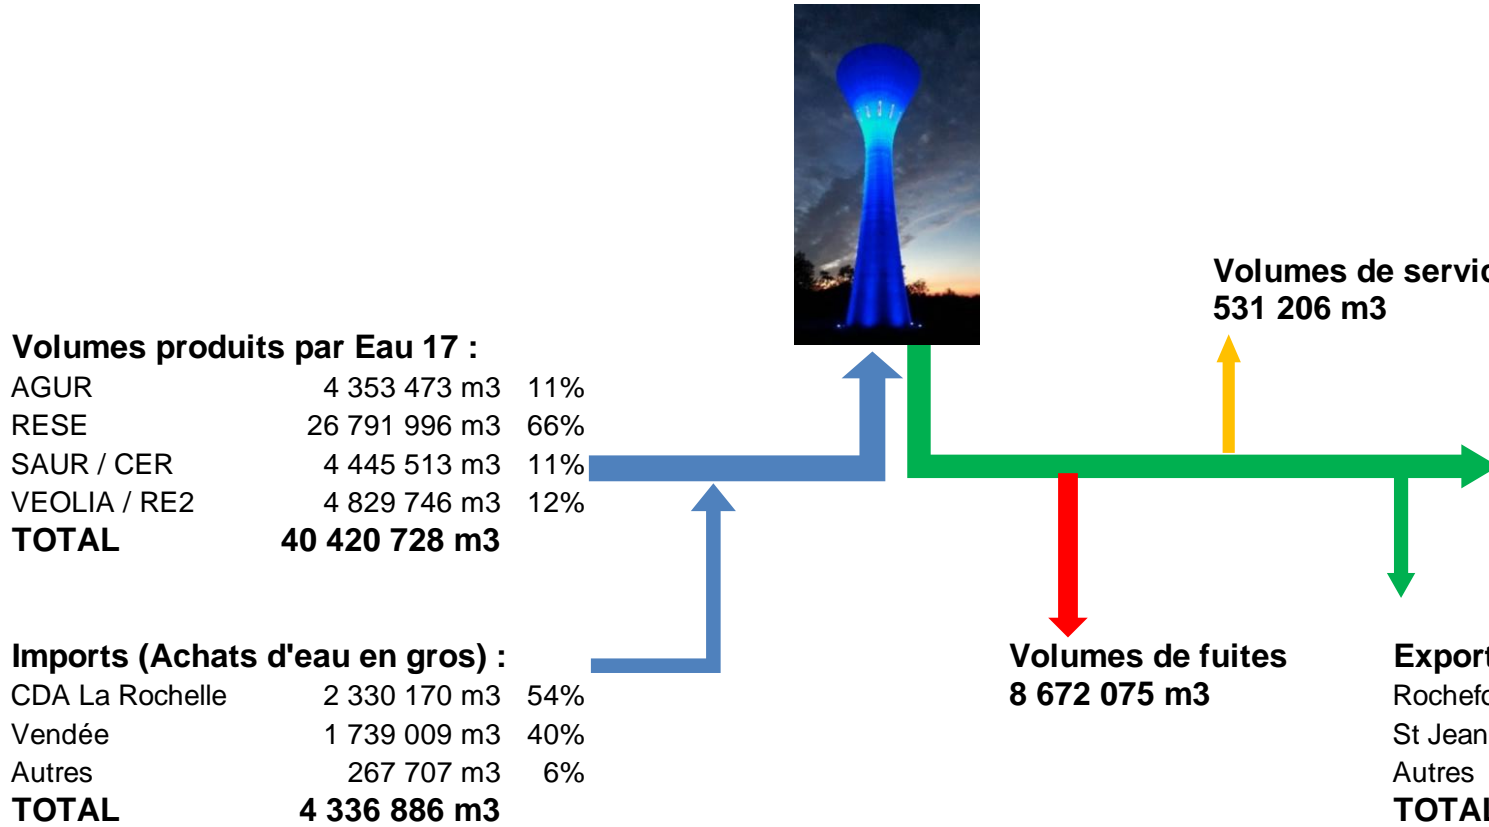 Volumes de servic
531 206 m3
Volumes produits par Eau 17 :
AGUR 4 353 473 m3 11%
RESE 26 791 996 m3 66%
SAUR / CER 4 445 513 m3 11%
VEOLIA / RE2 4 829 746 m3 12%
TOTAL 40 420 728 m3
Imports (Achats d'eau en gros) :
CDA La Rochelle 2 330 170 m3 54%
Vendée 1 739 009 m3 40%
Autres 267 707 m3 6%
TOTAL 4 336 886 m3
Volumes de fuites
8 672 075 m3
Export
Rochefo
St Jean
Autres
TOTAL